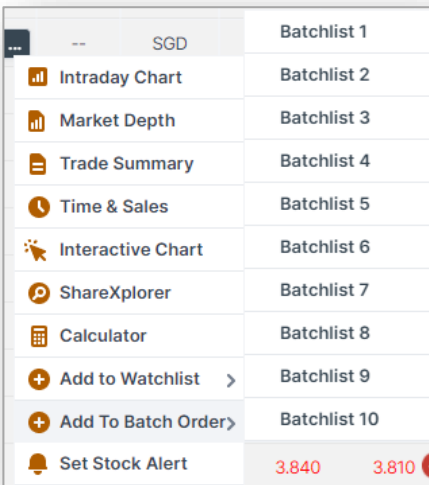 ...
--
SGD
Intraday Chart
Market Depth
Trade Summary
Time & Sales
Interactive Chart
ShareXplorer
Calculator
Add to Watchlist >
Add To Batch Order>
Set Stock Alert
Batchlist 1
Batchlist 2
Batchlist 3
Batchlist 4
Batchlist 5
Batchlist 6
Batchlist 7
Batchlist 8
Batchlist 9
Batchlist 10
3.840 3.810